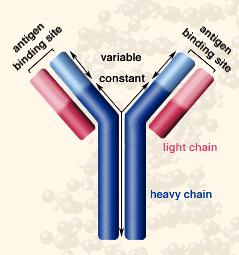 antigen
binding site
antigen
binding site
variable
constant
light chain
heavy chain